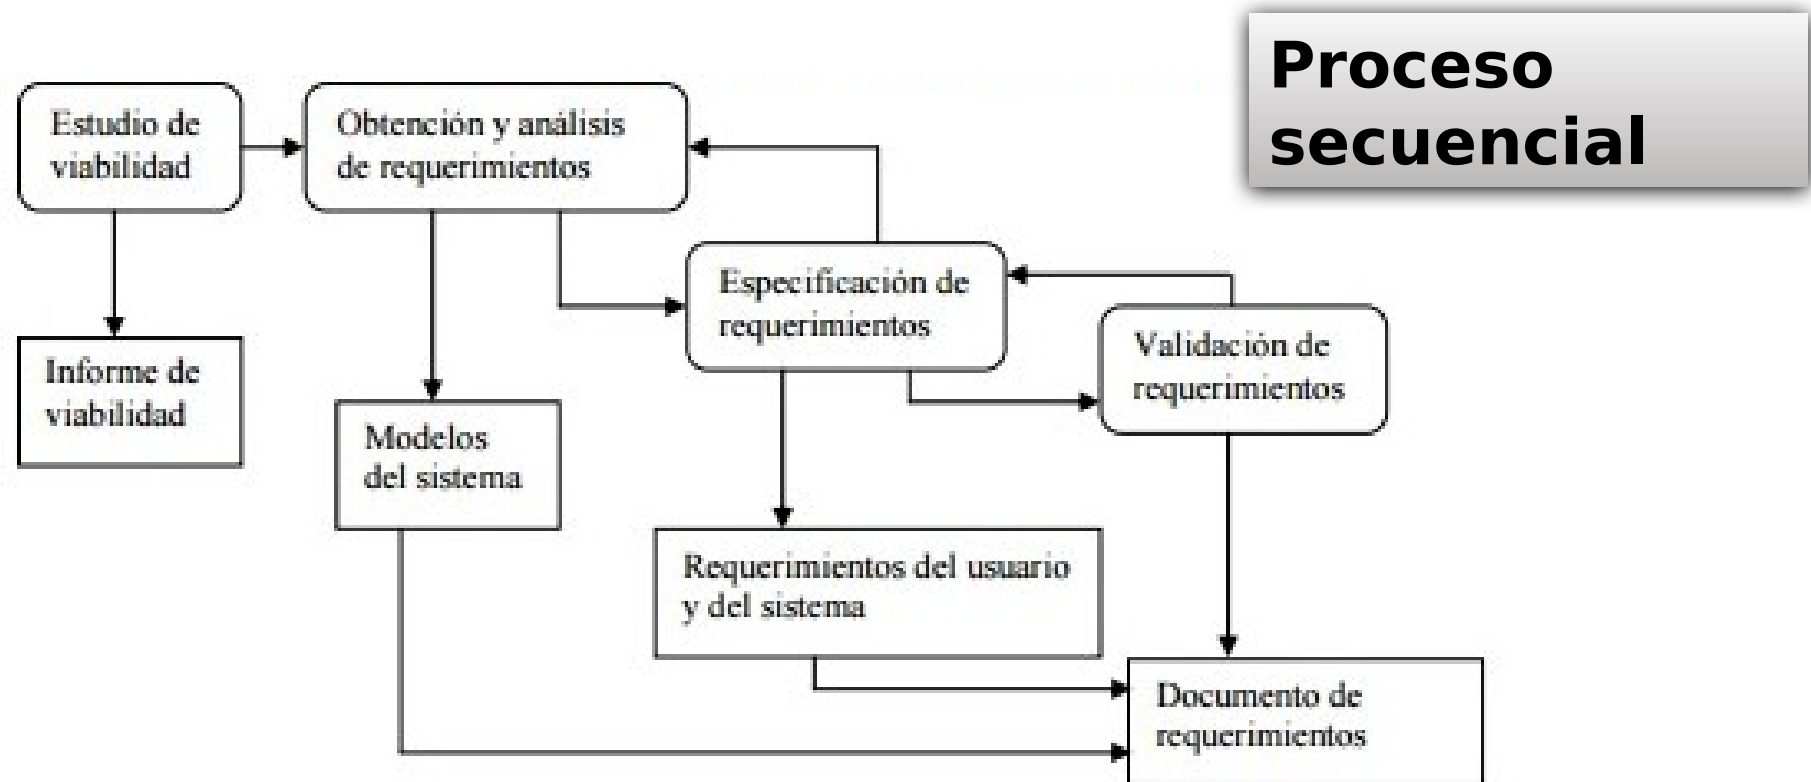 Proceso
secuencial
Estudio de
viabilidad
Obtención y análisis
de requerimientos
Especificación de
requerimientos
Validación de
requerimientos
Informe de
viabilidad
Modelos
del sistema
Requerimientos del usuario
y del sistema
Documento de
requerimientos